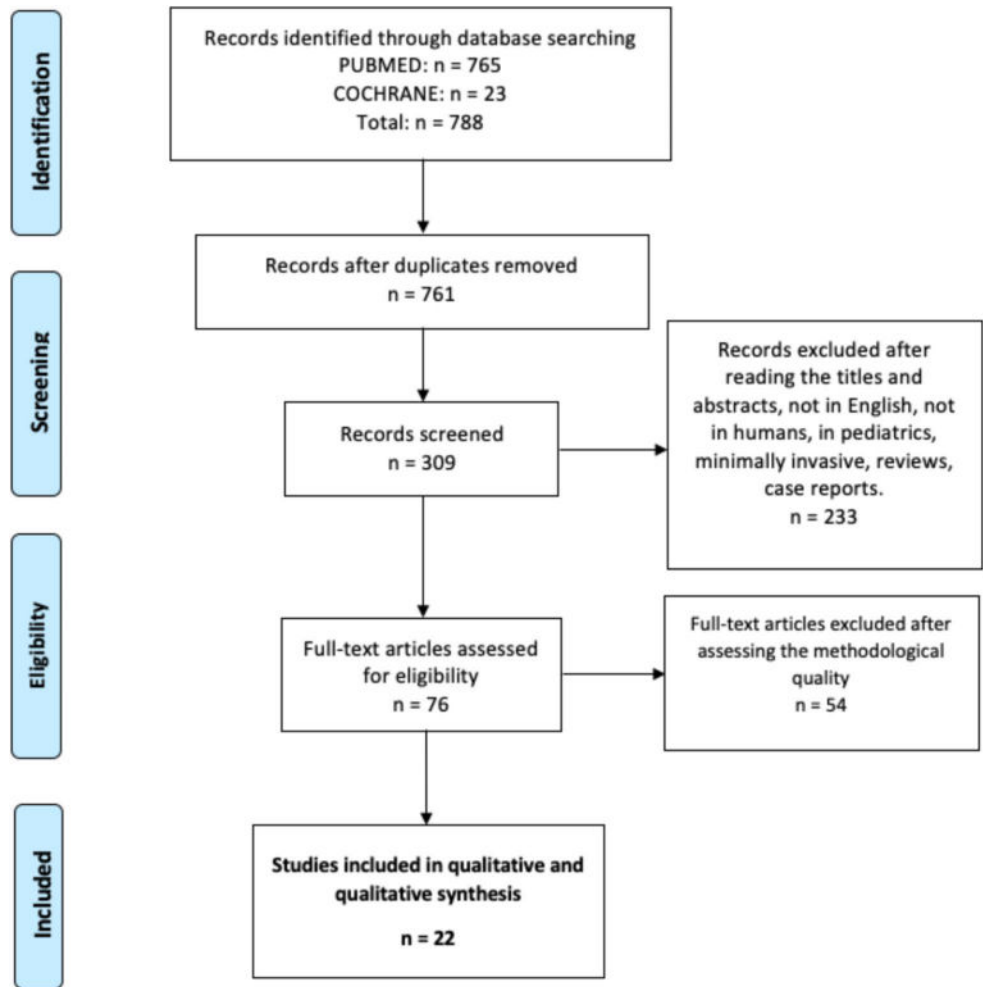 Identification
Records identified through database searching
PUBMED: n = 765
COCHRANE: n = 23
Total: n = 788
Records after duplicates removed
n = 761
Screening
Records screened
n = 309
Records excluded after
reading the titles and
abstracts, not in English, not
in humans, in pediatrics,
minimally invasive, reviews,
case reports.
n = 233
Eligibility
Full-text articles assessed
for eligibility
n = 76
Full-text articles excluded after
assessing the methodological
quality
n = 54
Included
Studies included in qualitative and
qualitative synthesis
n = 22